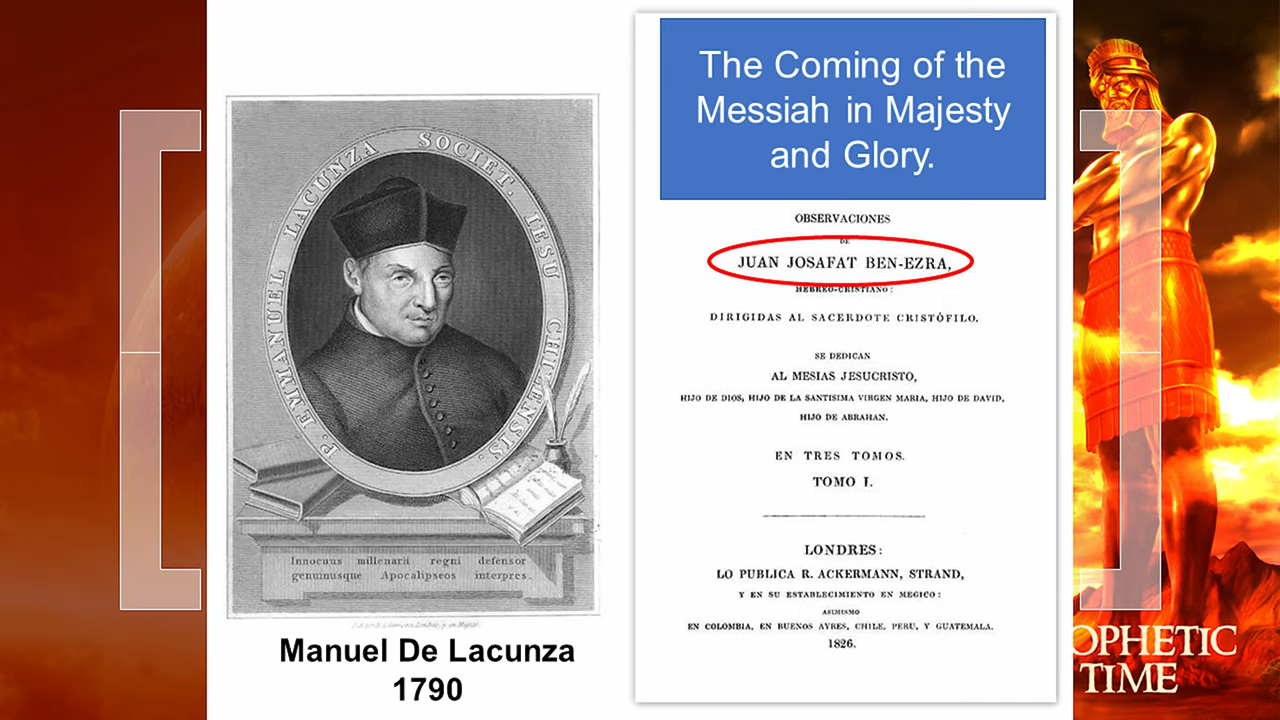 P. EMMANUEL LACUNZA SOCIET. IESU CHILENSIS.
Innocuus millenarii regni defensor
genuinusque Apocalipseos interpres.
Manuel De Lacunza
1790
The Coming of the
Messiah in Majesty
and Glory.
OBSERVACIONES
DE
JUAN JOSAFAT BEN-EZRA,
HEBREO-CRISTIANO:
DIRIGIDAS AL SACERDOTE CRISTÓFILO.
SE DEDICAN
AL MESIAS JESUCRISTO,
HIJO DE DIOS, HIJO DE LA SANTISIMA VIRGEN MARIA, HIJO DE DAVID,
HIJO DE ABRAHAN.
EN TRES TOMOS.
TOMO I.
LONDRES:
LO PUBLICA R. ACKERMANN, STRAND,
Y EN SU ESTABLECIMIENTO EN MEGICO:
ASIMISMO
EN COLOMBIA, EN BUENOS AYRES, CHILE, PERU, Y GUATEMALA.
1826.
OPHETIC
TIME